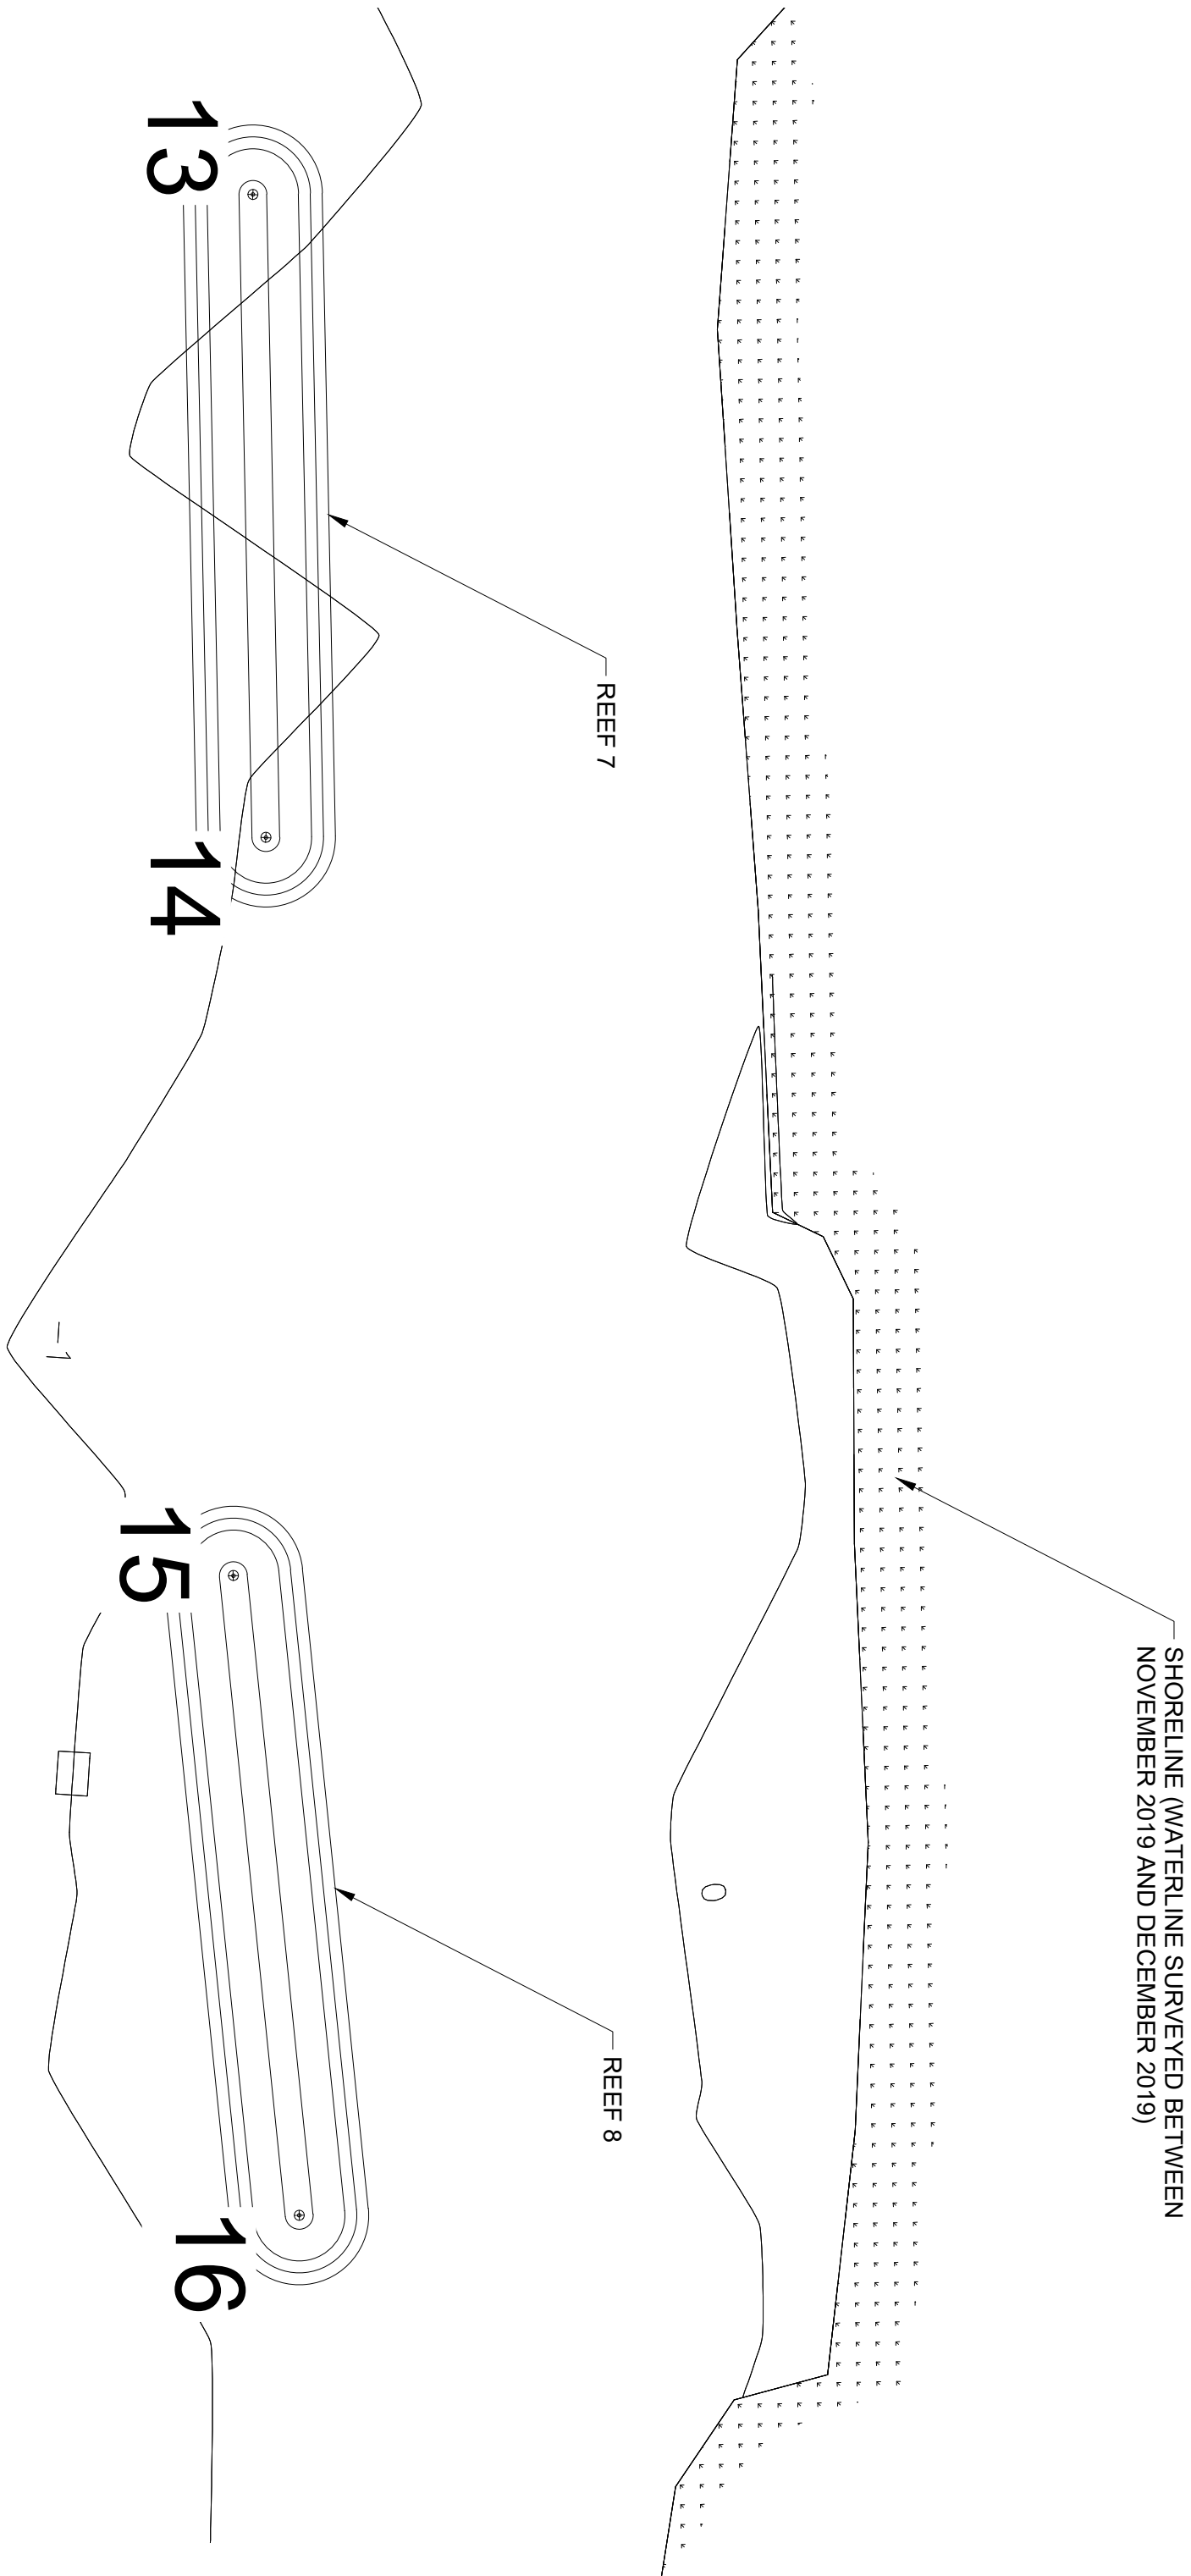 SHORELINE (WATERLINE SURVEYED BETWEEN
NOVEMBER 2019 AND DECEMBER 2019)
REEF 7
REEF 8
0
13
14
-1
15
16